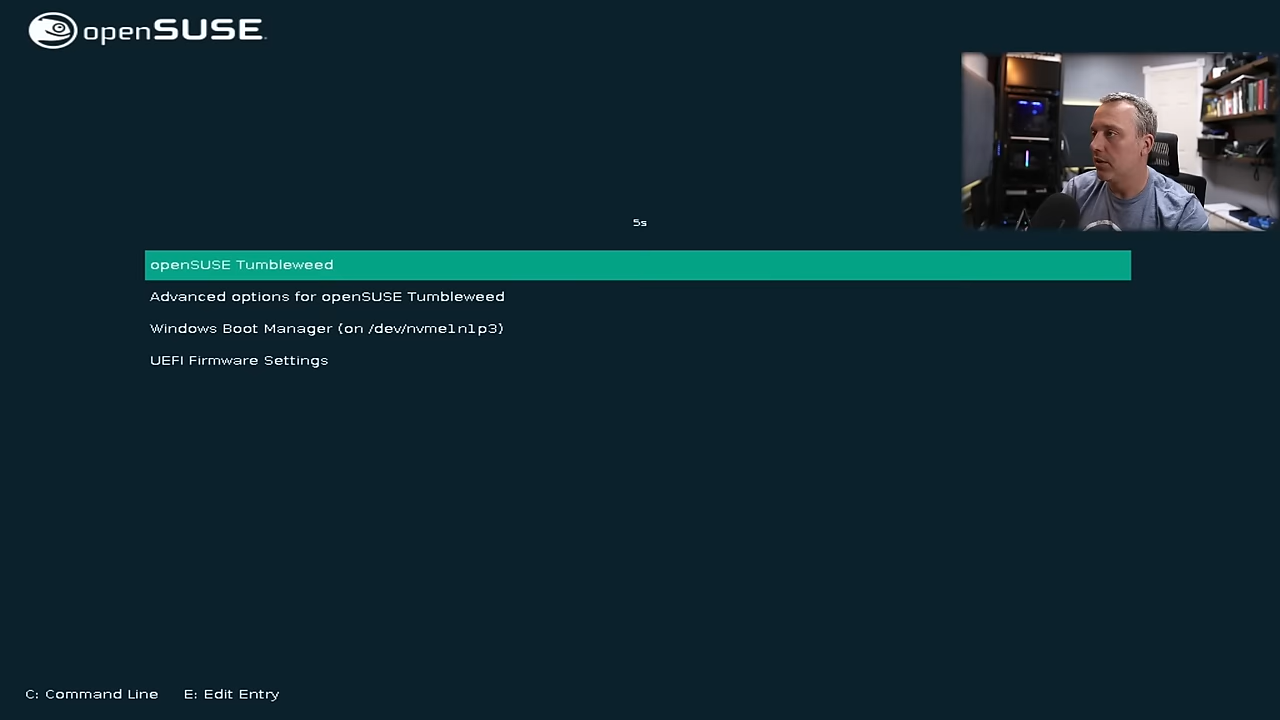 openSUSE.
5s
openSUSE Tumbleweed
Advanced options for openSUSE Tumbleweed
Windows Boot Manager (on /dev/nvme1n1p3)
UEFI Firmware Settings
C: Command Line E: Edit Entry